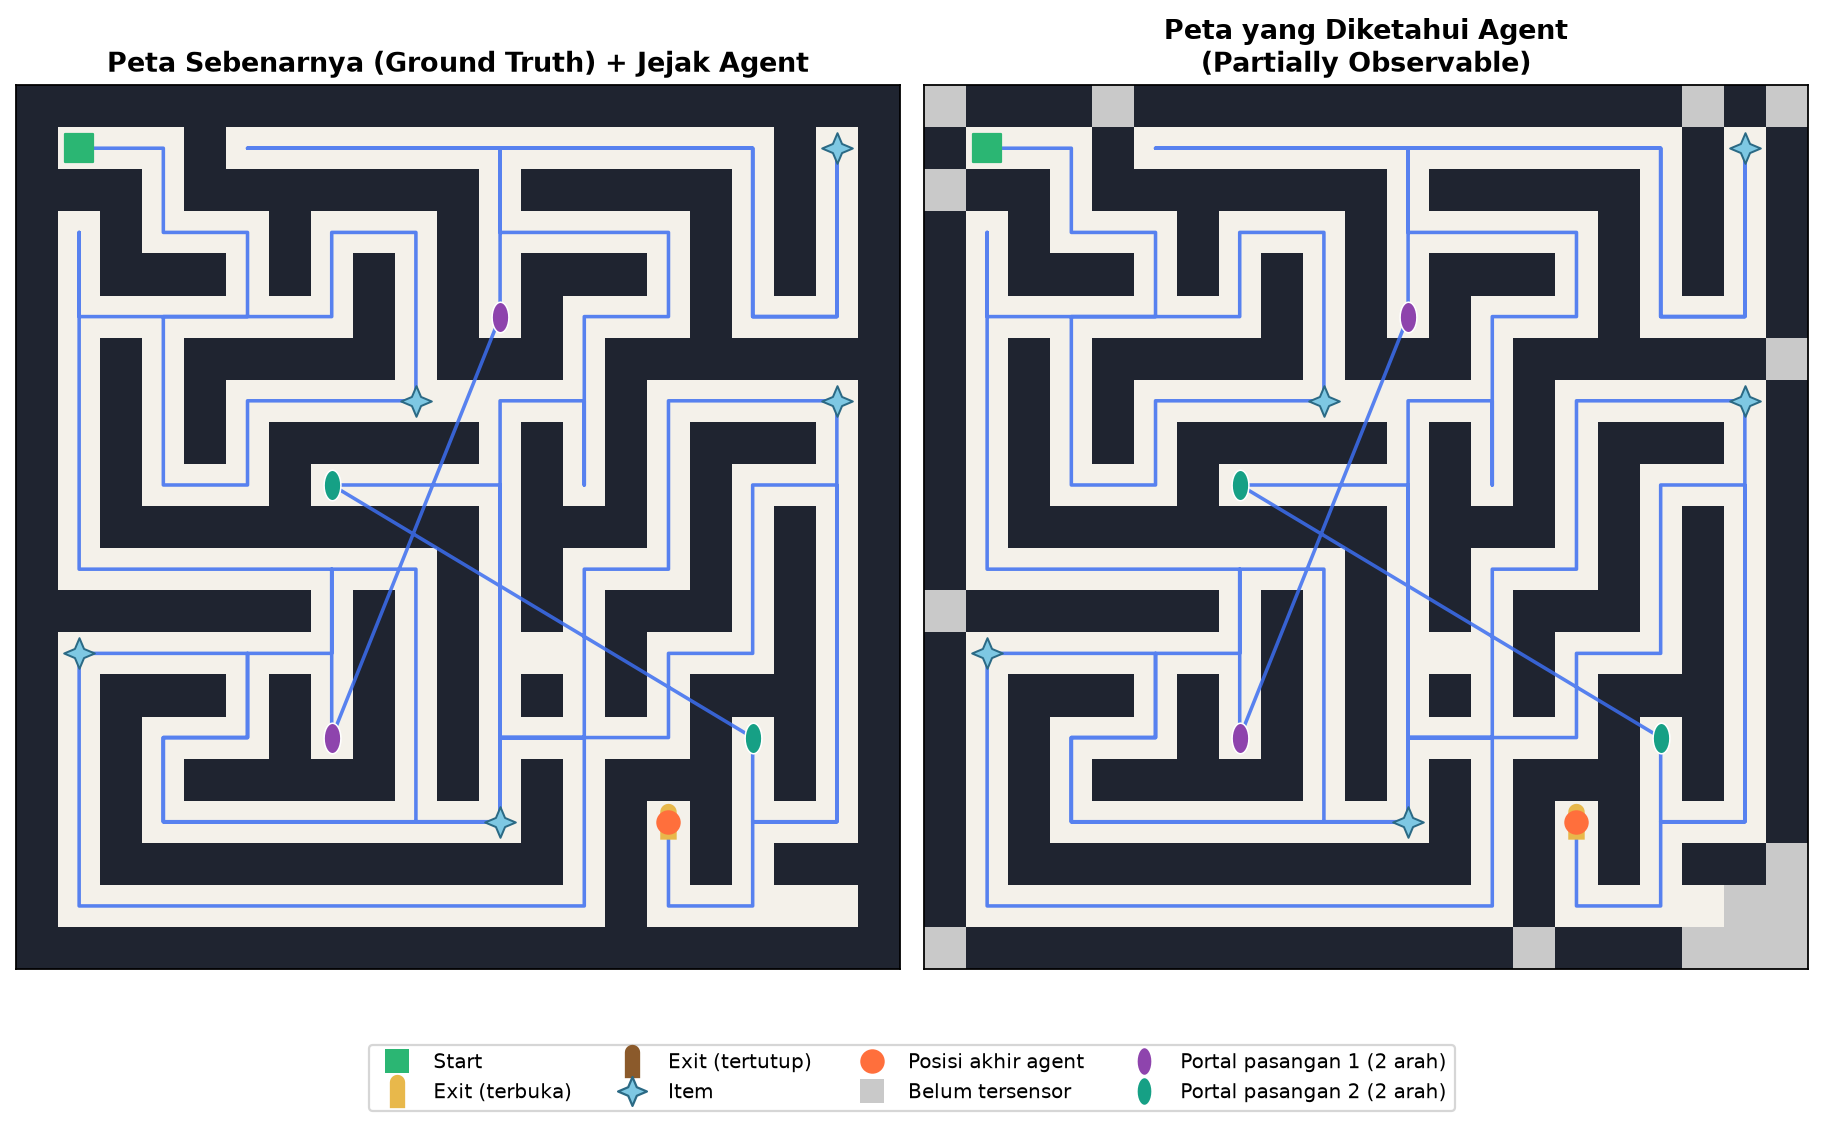 Peta Sebenarnya (Ground Truth) + Jejak Agent
Peta yang Diketahui Agent
(Partially Observable)
Start
Exit (terbuka)
Exit (tertutup)
Item
Posisi akhir agent
Belum tersensor
Portal pasangan 1 (2 arah)
Portal pasangan 2 (2 arah)